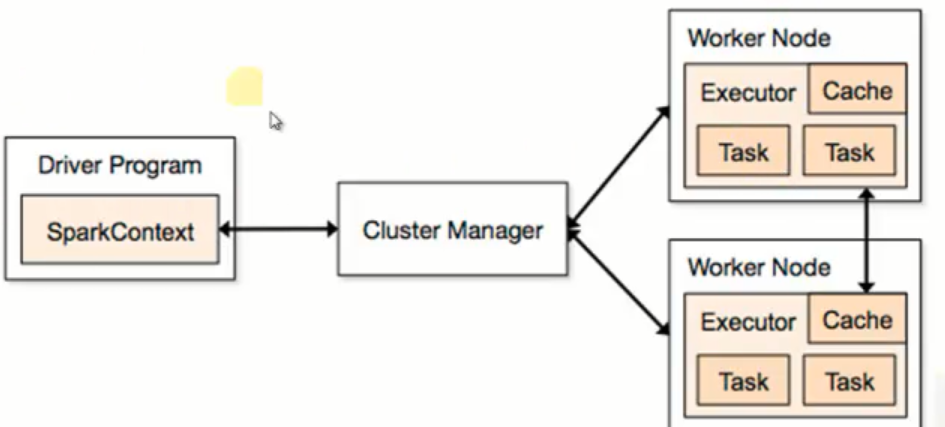 Driver Program
SparkContext
Cluster Manager
Worker Node
Executor
Cache
Task
Task
Worker Node
Executor
Cache
Task
Task